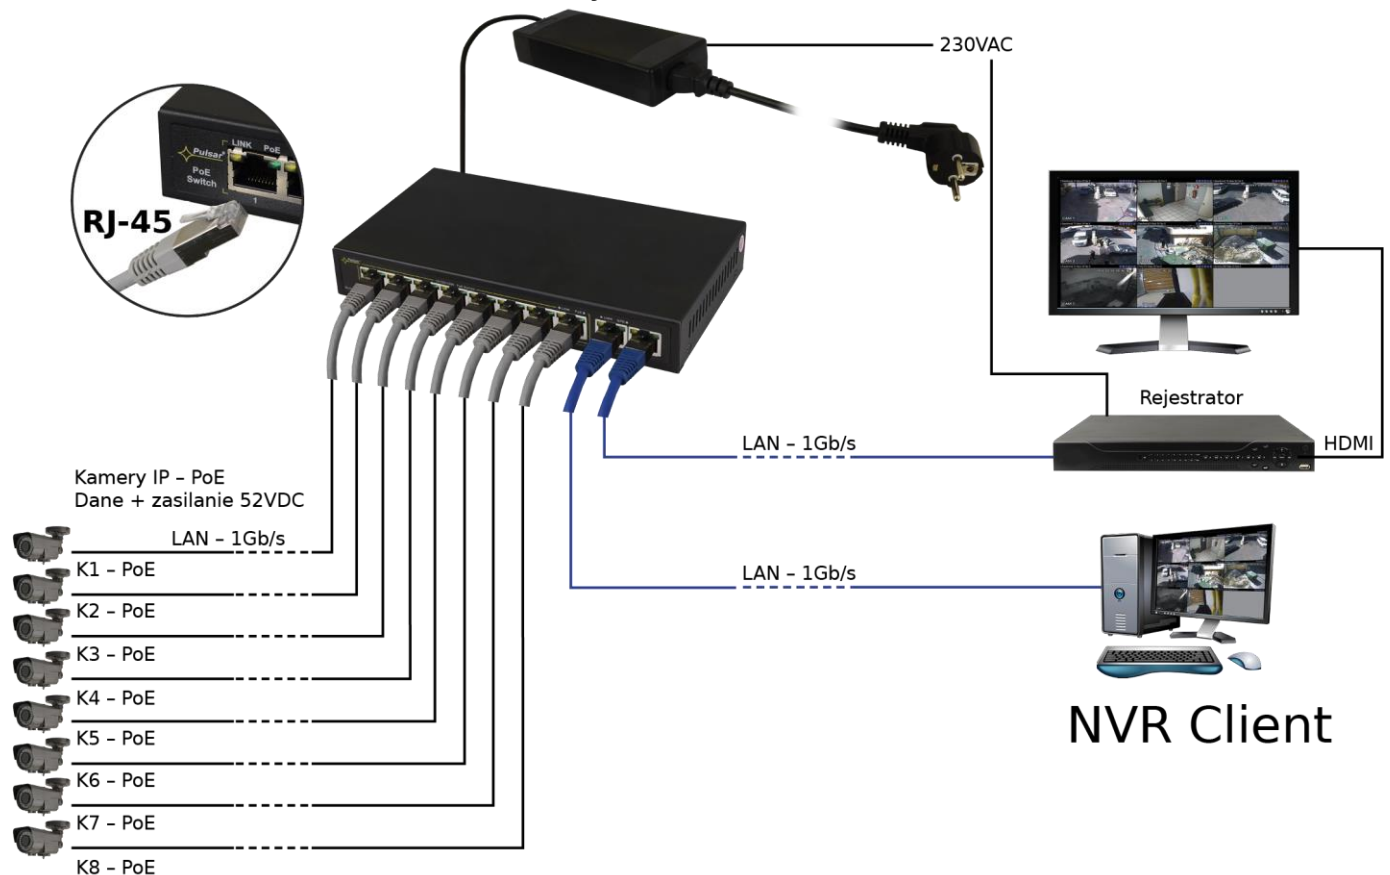 230VAC
LINK PoE
Pulsar
PoE
Switch
1
RJ-45
Rejestrator
LAN – 1Gb/s
HDMI
Kamery IP – PoE
Dane + zasilanie 52VDC
LAN – 1Gb/s
K1 – PoE
LAN – 1Gb/s
K2 – PoE
K3 – PoE
K4 – PoE
K5 – PoE
K6 – PoE
K7 – PoE
K8 – PoE
NVR Client